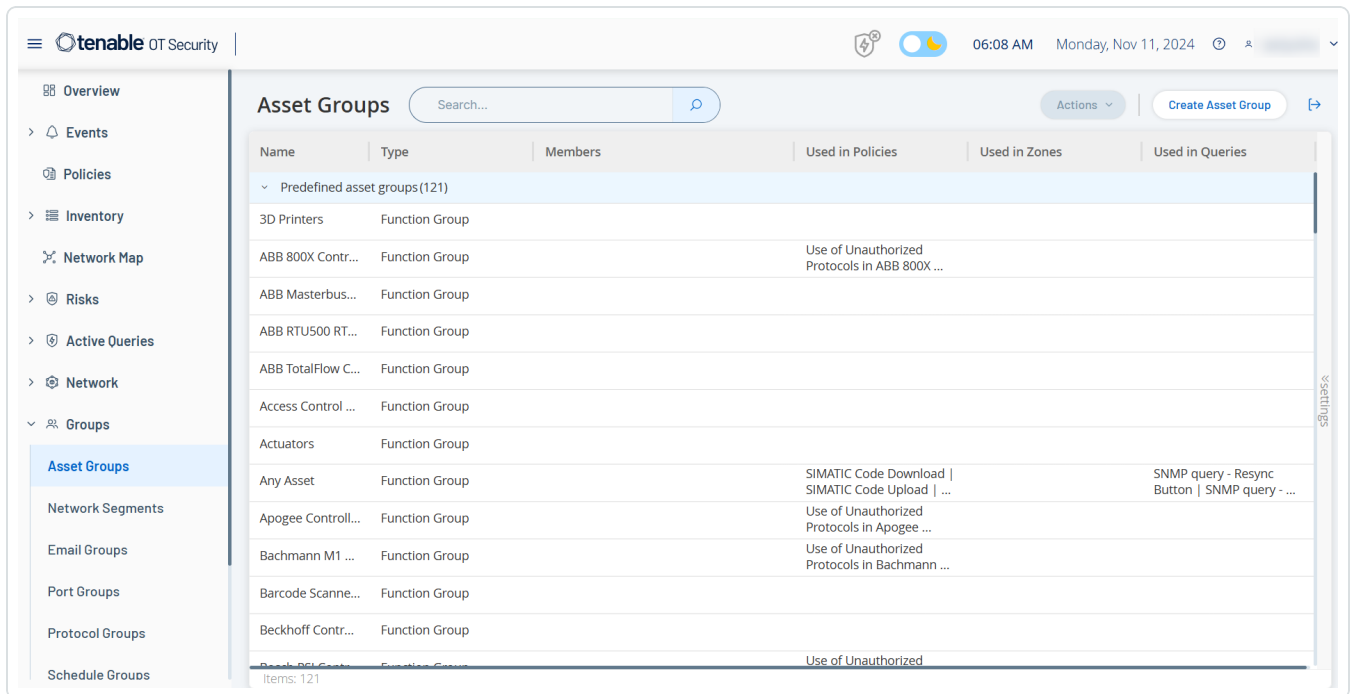 tenable OT Security
06:08 AM Monday, Nov 11, 2024
Overview
Events
Policies
Inventory
Network Map
Risks
Active Queries
Network
Groups
Asset Groups
Network Segments
Email Groups
Port Groups
Protocol Groups
Schedule Groups
Asset Groups
Search...
Actions
Create Asset Group
Name Type Members Used in Policies Used in Zones Used in Queries
Predefined asset groups (121)
3D Printers Function Group
ABB 800X Contr... Function Group Use of Unauthorized
Protocols in ABB 800X ...
ABB Masterbus... Function Group
ABB RTU500 RT... Function Group
ABB TotalFlow C... Function Group
Access Control ... Function Group
Actuators Function Group
Any Asset Function Group SIMATIC Code Download | SNMP query - Resync
SIMATIC Code Upload | ... Button | SNMP query - ...
Apogee Controll... Function Group Use of Unauthorized
Protocols in Apogee ...
Bachmann M1 ... Function Group Use of Unauthorized
Protocols in Bachmann ...
Barcode Scanne... Function Group
Beckhoff Contr... Function Group
Bosch PSI Contr... Function Group Use of Unauthorized
Items: 121
settings